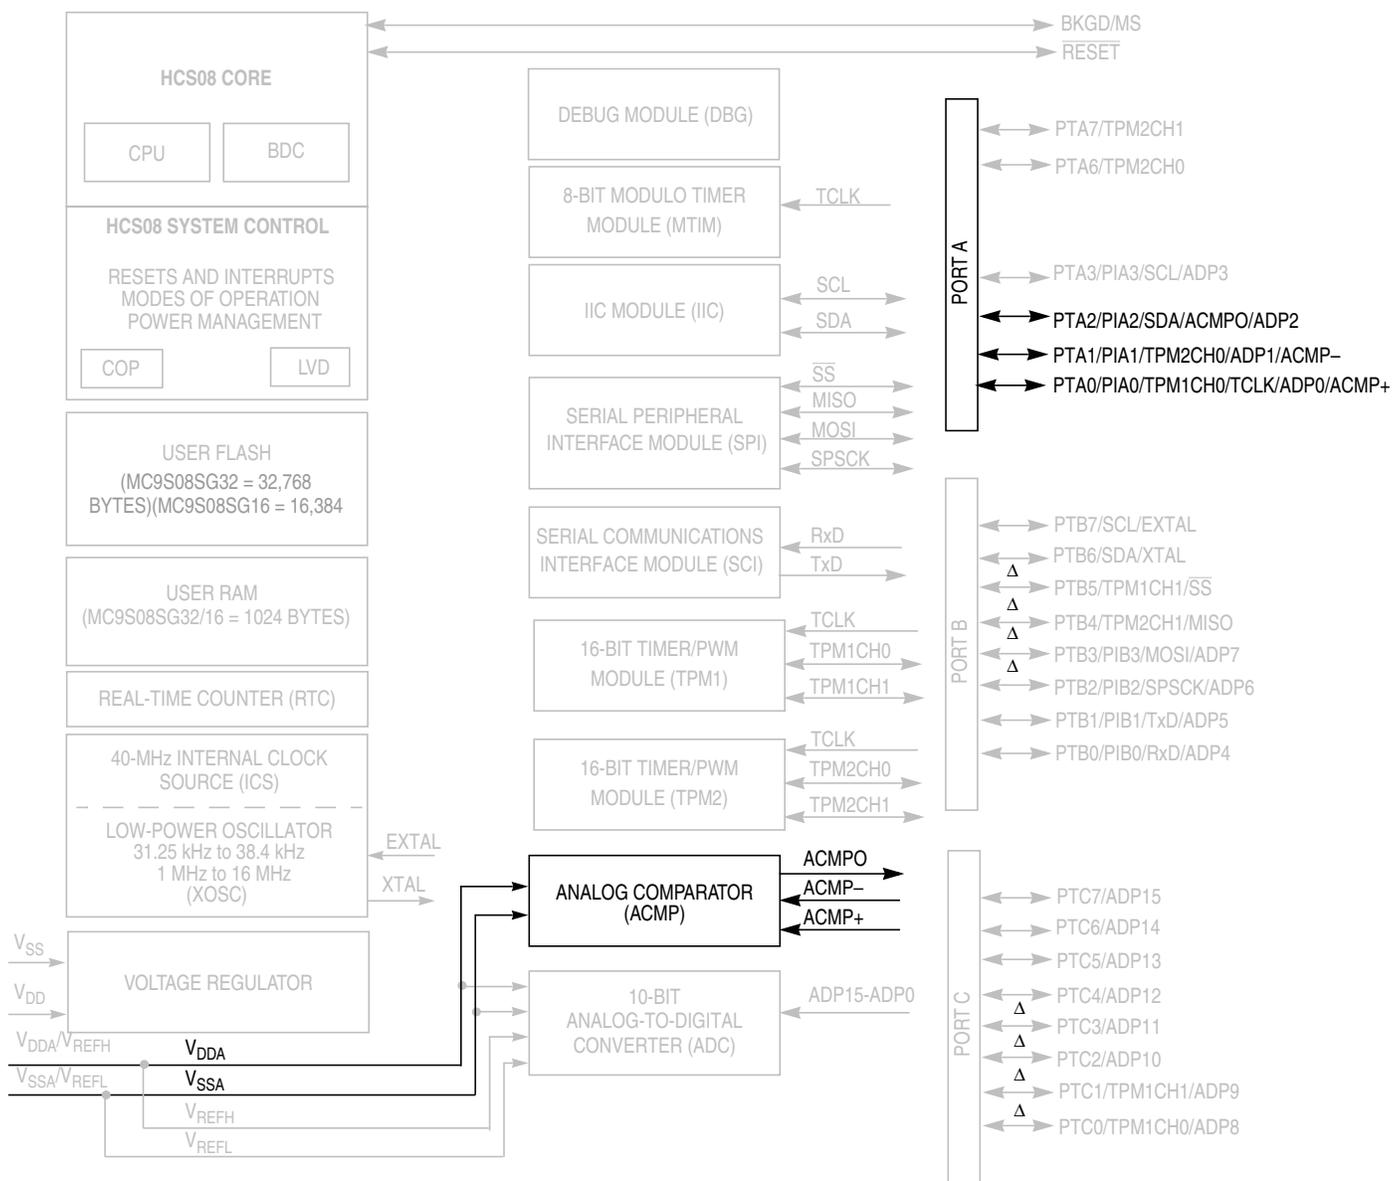 BKGD/MS
RESET
HCS08 CORE
CPU
BDC
HCS08 SYSTEM CONTROL
RESETS AND INTERRUPTS
MODES OF OPERATION
POWER MANAGEMENT
COP
LVD
USER FLASH
(MC9S08SG32 = 32,768
BYTES)(MC9S08SG16 = 16,384
USER RAM
(MC9S08SG32/16 = 1024 BYTES)
REAL-TIME COUNTER (RTC)
40-MHz INTERNAL CLOCK
SOURCE (ICS)
LOW-POWER OSCILLATOR
31.25 kHz to 38.4 kHz
1 MHz to 16 MHz
(XOSC)
EXTAL
XTAL
VSS
VDD
VOLTAGE REGULATOR
VDDA/VREFH
VDDA
VSSA/VREFL
VSSA
VREFH
VREFL
DEBUG MODULE (DBG)
8-BIT MODULO TIMER
MODULE (MTIM)
TCLK
IIC MODULE (IIC)
SCL
SDA
SERIAL PERIPHERAL
INTERFACE MODULE (SPI)
SS
MISO
MOSI
SPSCK
SERIAL COMMUNICATIONS
INTERFACE MODULE (SCI)
RxD
TxD
16-BIT TIMER/PWM
MODULE (TPM1)
TCLK
TPM1CH0
TPM1CH1
16-BIT TIMER/PWM
MODULE (TPM2)
TCLK
TPM2CH0
TPM2CH1
ANALOG COMPARATOR
(ACMP)
ACMPO
ACMP–
ACMP+
10-BIT
ANALOG-TO-DIGITAL
CONVERTER (ADC)
ADP15-ADP0
PORT A
PTA7/TPM2CH1
PTA6/TPM2CH0
PTA3/PIA3/SCL/ADP3
PTA2/PIA2/SDA/ACMPO/ADP2
PTA1/PIA1/TPM2CH0/ADP1/ACMP–
PTA0/PIA0/TPM1CH0/TCLK/ADP0/ACMP+
PORT B
PTB7/SCL/EXTAL
PTB6/SDA/XTAL
Δ
PTB5/TPM1CH1/SS
Δ
PTB4/TPM2CH1/MISO
Δ
PTB3/PIB3/MOSI/ADP7
Δ
PTB2/PIB2/SPSCK/ADP6
PTB1/PIB1/TxD/ADP5
PTB0/PIB0/RxD/ADP4
PORT C
PTC7/ADP15
PTC6/ADP14
PTC5/ADP13
PTC4/ADP12
Δ
PTC3/ADP11
Δ
PTC2/ADP10
Δ
PTC1/TPM1CH1/ADP9
Δ
PTC0/TPM1CH0/ADP8